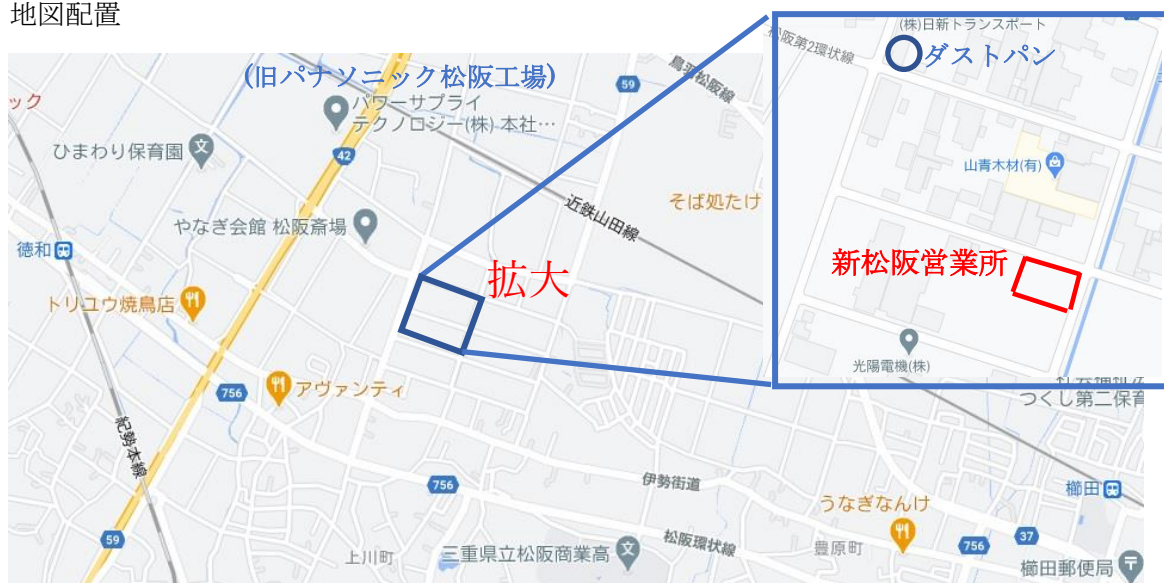 地図配置
(株)日新トランスポート
松阪第2環状線
ダストパン
鳥羽松阪線
(旧パナソニック松阪工場)
59
ック
パワーサプライ
テクノロジー(株) 本社…
ひまわり保育園
42
山青木材(有)
近鉄山田線
そば処たけ
やなぎ会館 松阪斎場
徳和
新松阪営業所
拡大
トリユウ焼鳥店
光陽電機(株)
756
アヴァンティ
つくし第二保育
紀勢本線
756
伊勢街道
櫛田
うなぎなんけ
59
上川町
三重県立松阪商業高
松阪環状線
豊原町
756
37
櫛田郵便局